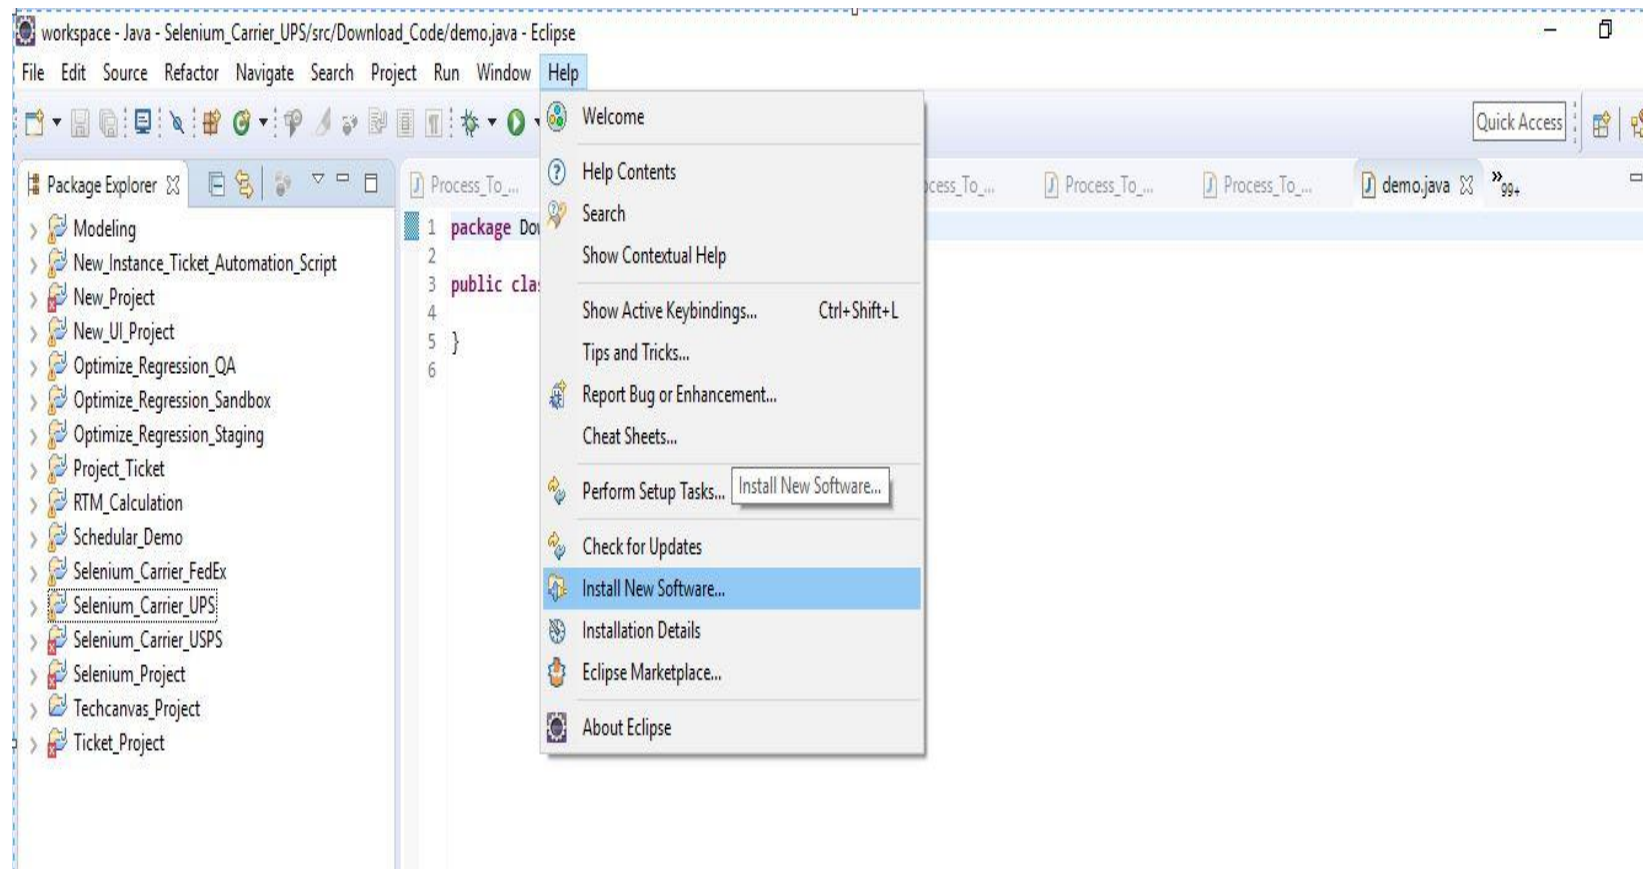 workspace - Java - Selenium_Carrier_UPS/src/Download_Code/demo.java - Eclipse
File Edit Source Refactor Navigate Search Project Run Window Help
Quick Access
Package Explorer
Process_To_...
Process_To_...
Process_To_...
demo.java
»99+
Modeling
New_Instance_Ticket_Automation_Script
New_Project
New_UI_Project
Optimize_Regression_QA
Optimize_Regression_Sandbox
Optimize_Regression_Staging
Project_Ticket
RTM_Calculation
Schedular_Demo
Selenium_Carrier_FedEx
Selenium_Carrier_UPS
Selenium_Carrier_USPS
Selenium_Project
Techcanvas_Project
Ticket_Project
1 package
2
3 public
4
5 }
6
Welcome
Help Contents
Search
Show Contextual Help
Show Active Keybindings... Ctrl+Shift+L
Tips and Tricks...
Report Bug or Enhancement...
Cheat Sheets...
Perform Setup Tasks...
Install New Software...
Check for Updates
Install New Software...
Installation Details
Eclipse Marketplace...
About Eclipse